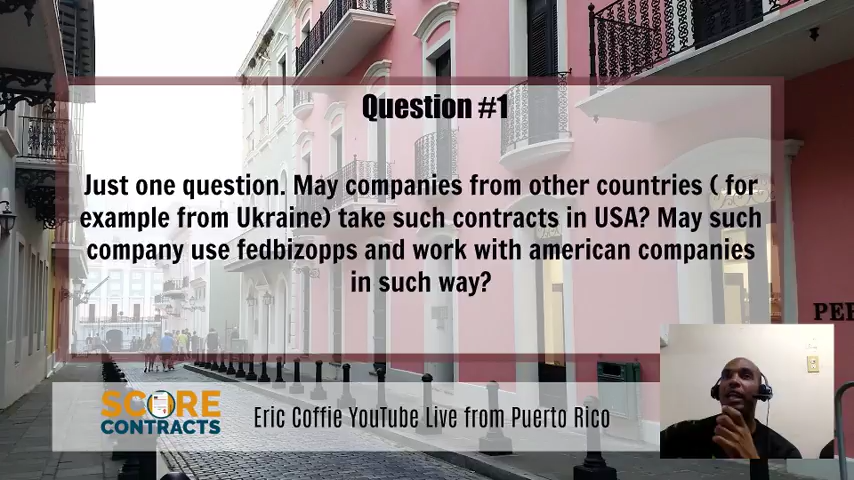 Question #1
Just one question. May companies from other countries ( for
example from Ukraine) take such contracts in USA? May such
company use fedbizopps and work with american companies
in such way?
PER
SCORE
CONTRACTS
Eric Coffie YouTube Live from Puerto Rico